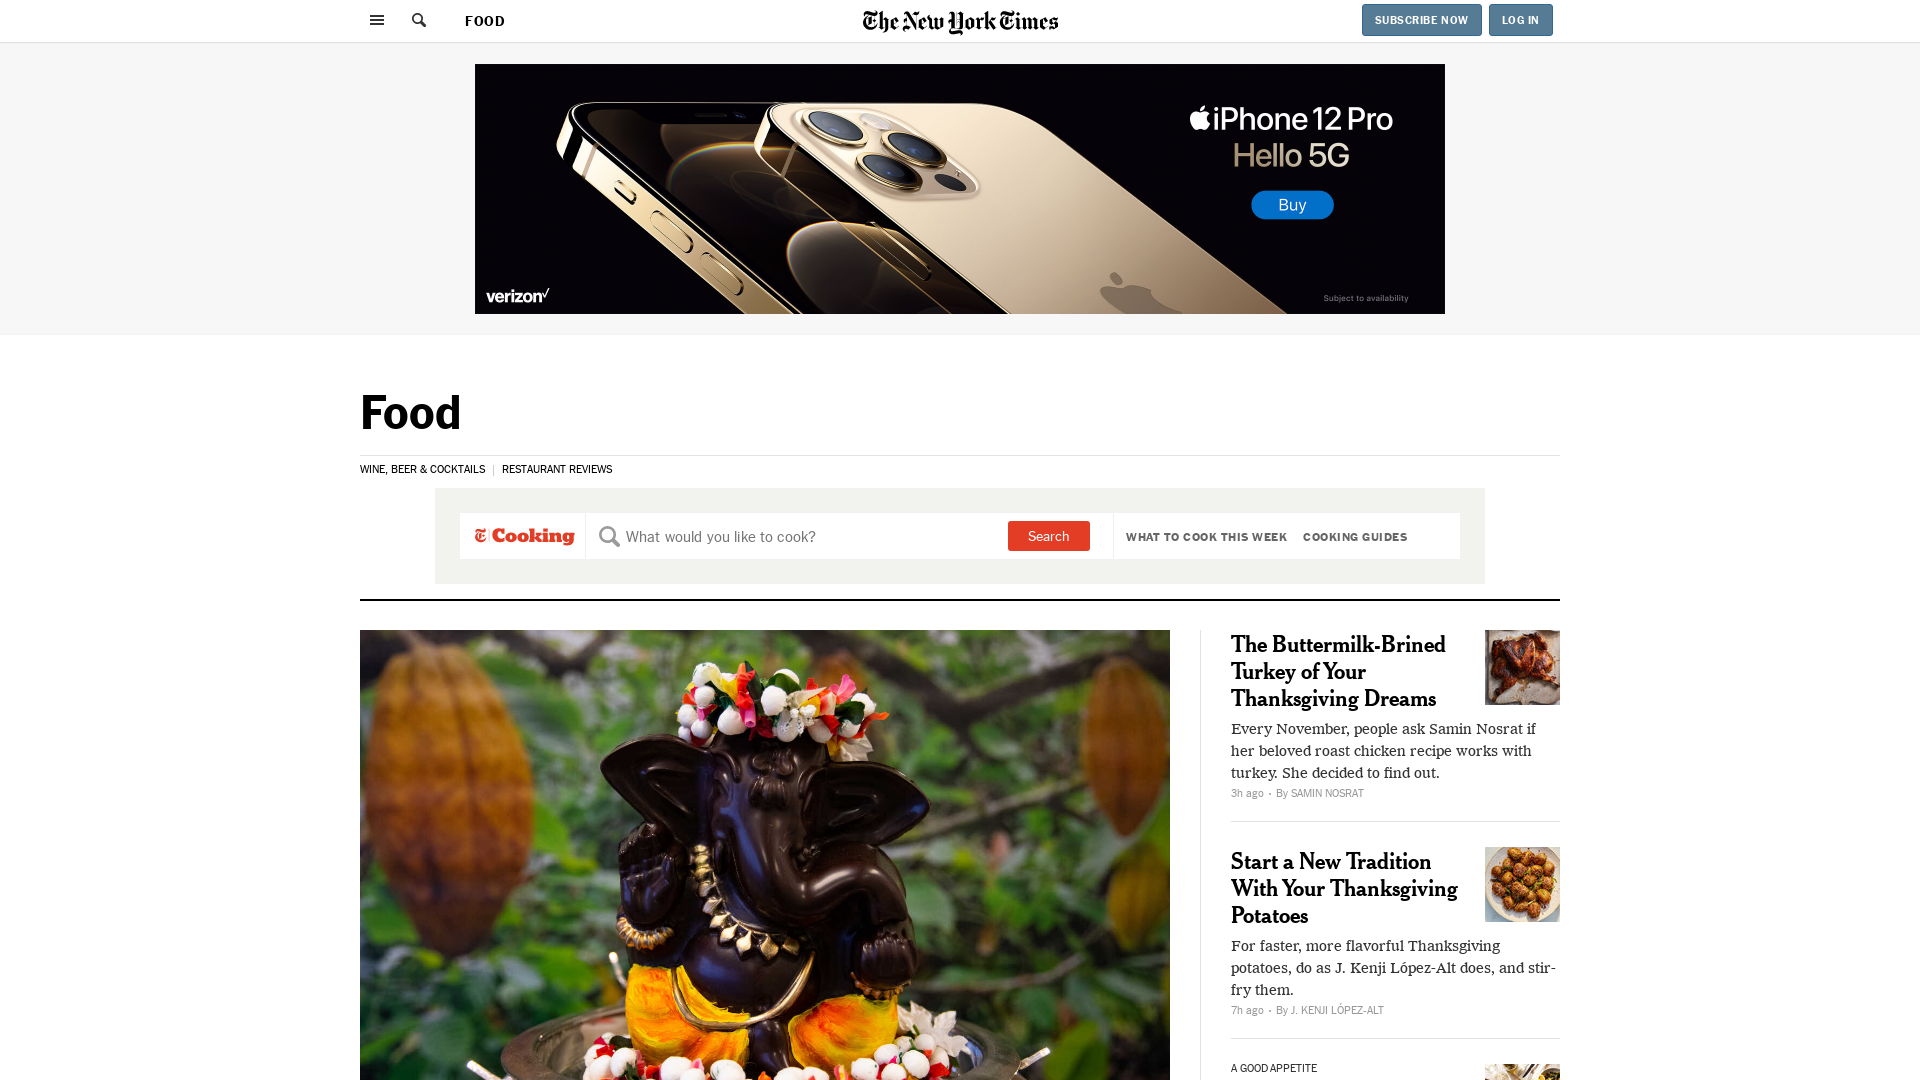 FOOD
The New York Times
SUBSCRIBE NOW
LOG IN
iPhone 12 Pro
Hello 5G
Buy
verizon
Subject to availability
Food
WINE, BEER & COCKTAILS
RESTAURANT REVIEWS
Cooking
What would you like to cook?
Search
WHAT TO COOK THIS WEEK
COOKING GUIDES
The Buttermilk-Brined
Turkey of Your
Thanksgiving Dreams
Every November, people ask Samin Nosrat if
her beloved roast chicken recipe works with
turkey. She decided to find out.
3h ago • By SAMIN NOSRAT
Start a New Tradition
With Your Thanksgiving
Potatoes
For faster, more flavorful Thanksgiving
potatoes, do as J. Kenji López-Alt does, and stir-
fry them.
7h ago • By J. KENJI LÓPEZ-ALT
A GOOD APPETITE